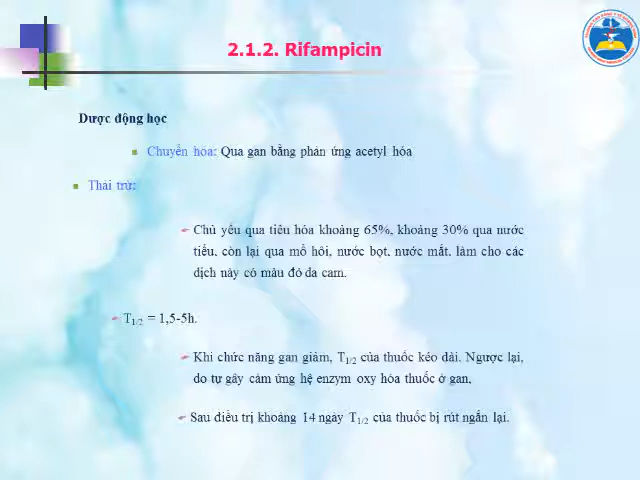 2.1.2. Rifampicin
Dược động học
Chuyển hóa: Qua gan bằng phản ứng acetyl hóa
Thải trừ:
Chủ yếu qua tiêu hóa khoảng 65%, khoảng 30% qua nước
tiểu, còn lại qua mồ hôi, nước bọt, nước mắt, làm cho các
dịch này có màu đỏ da cam.
T1/2 = 1,5-5h.
Khi chức năng gan giảm, T1/2 của thuốc kéo dài. Ngược lại,
do tự gây cảm ứng hệ enzym oxy hóa thuốc ở gan,
Sau điều trị khoảng 14 ngày T1/2 của thuốc bị rút ngắn lại.